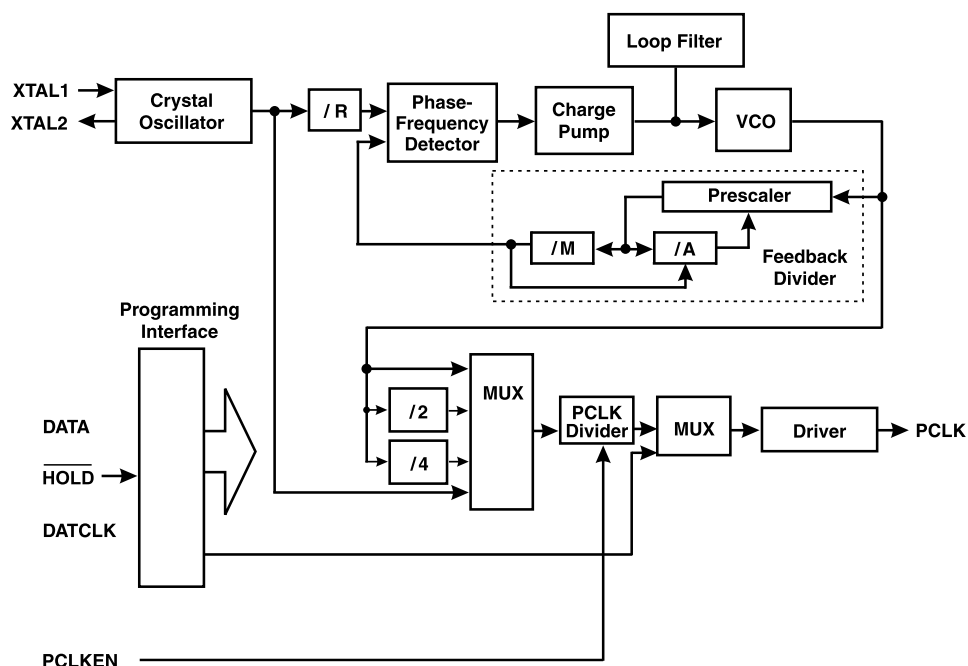 Loop Filter
XTAL1
XTAL2
Crystal
Oscillator
/ R
Phase-
Frequency
Detector
Charge
Pump
VCO
Prescaler
/ M
/A
Feedback
Divider
Programming
Interface
MUX
/ 2
/ 4
PCLK
Divider
MUX
Driver
PCLK
DATA
HOLD
DATCLK
PCLKEN